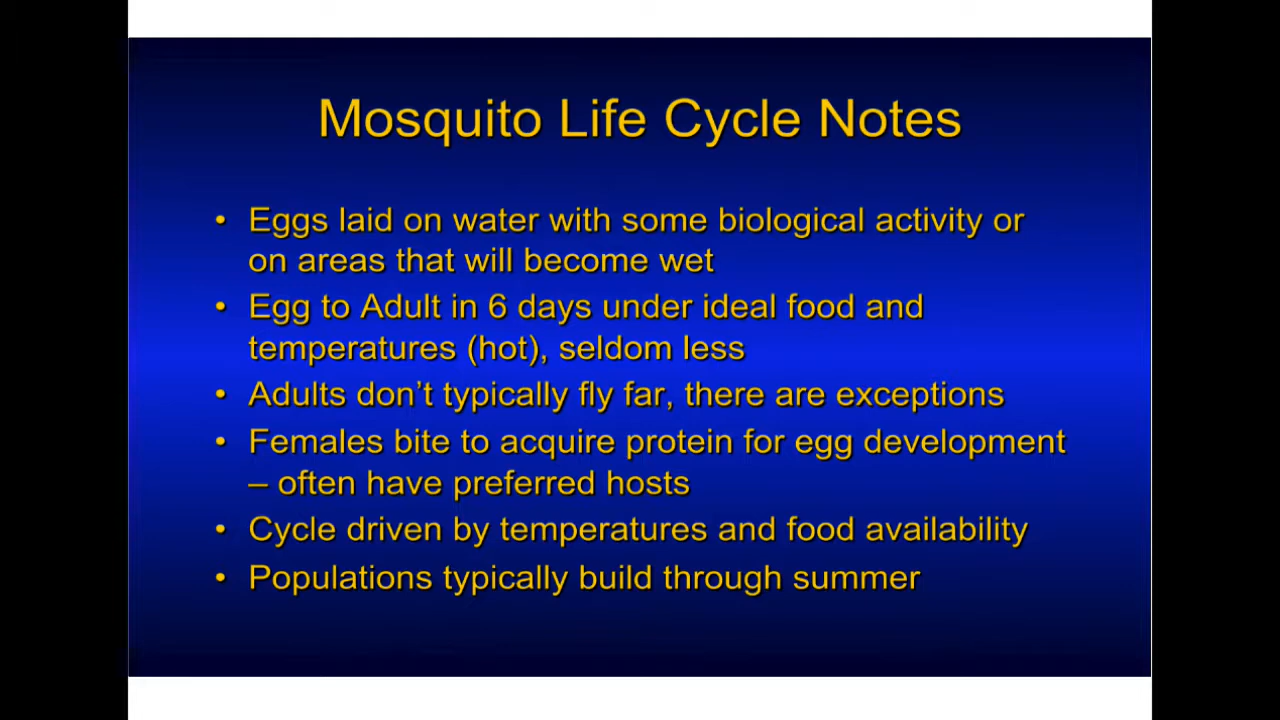 Mosquito Life Cycle Notes
• Eggs laid on water with some biological activity or
on areas that will become wet
• Egg to Adult in 6 days under ideal food and
temperatures (hot), seldom less
• Adults don’t typically fly far, there are exceptions
• Females bite to acquire protein for egg development
– often have preferred hosts
• Cycle driven by temperatures and food availability
• Populations typically build through summer